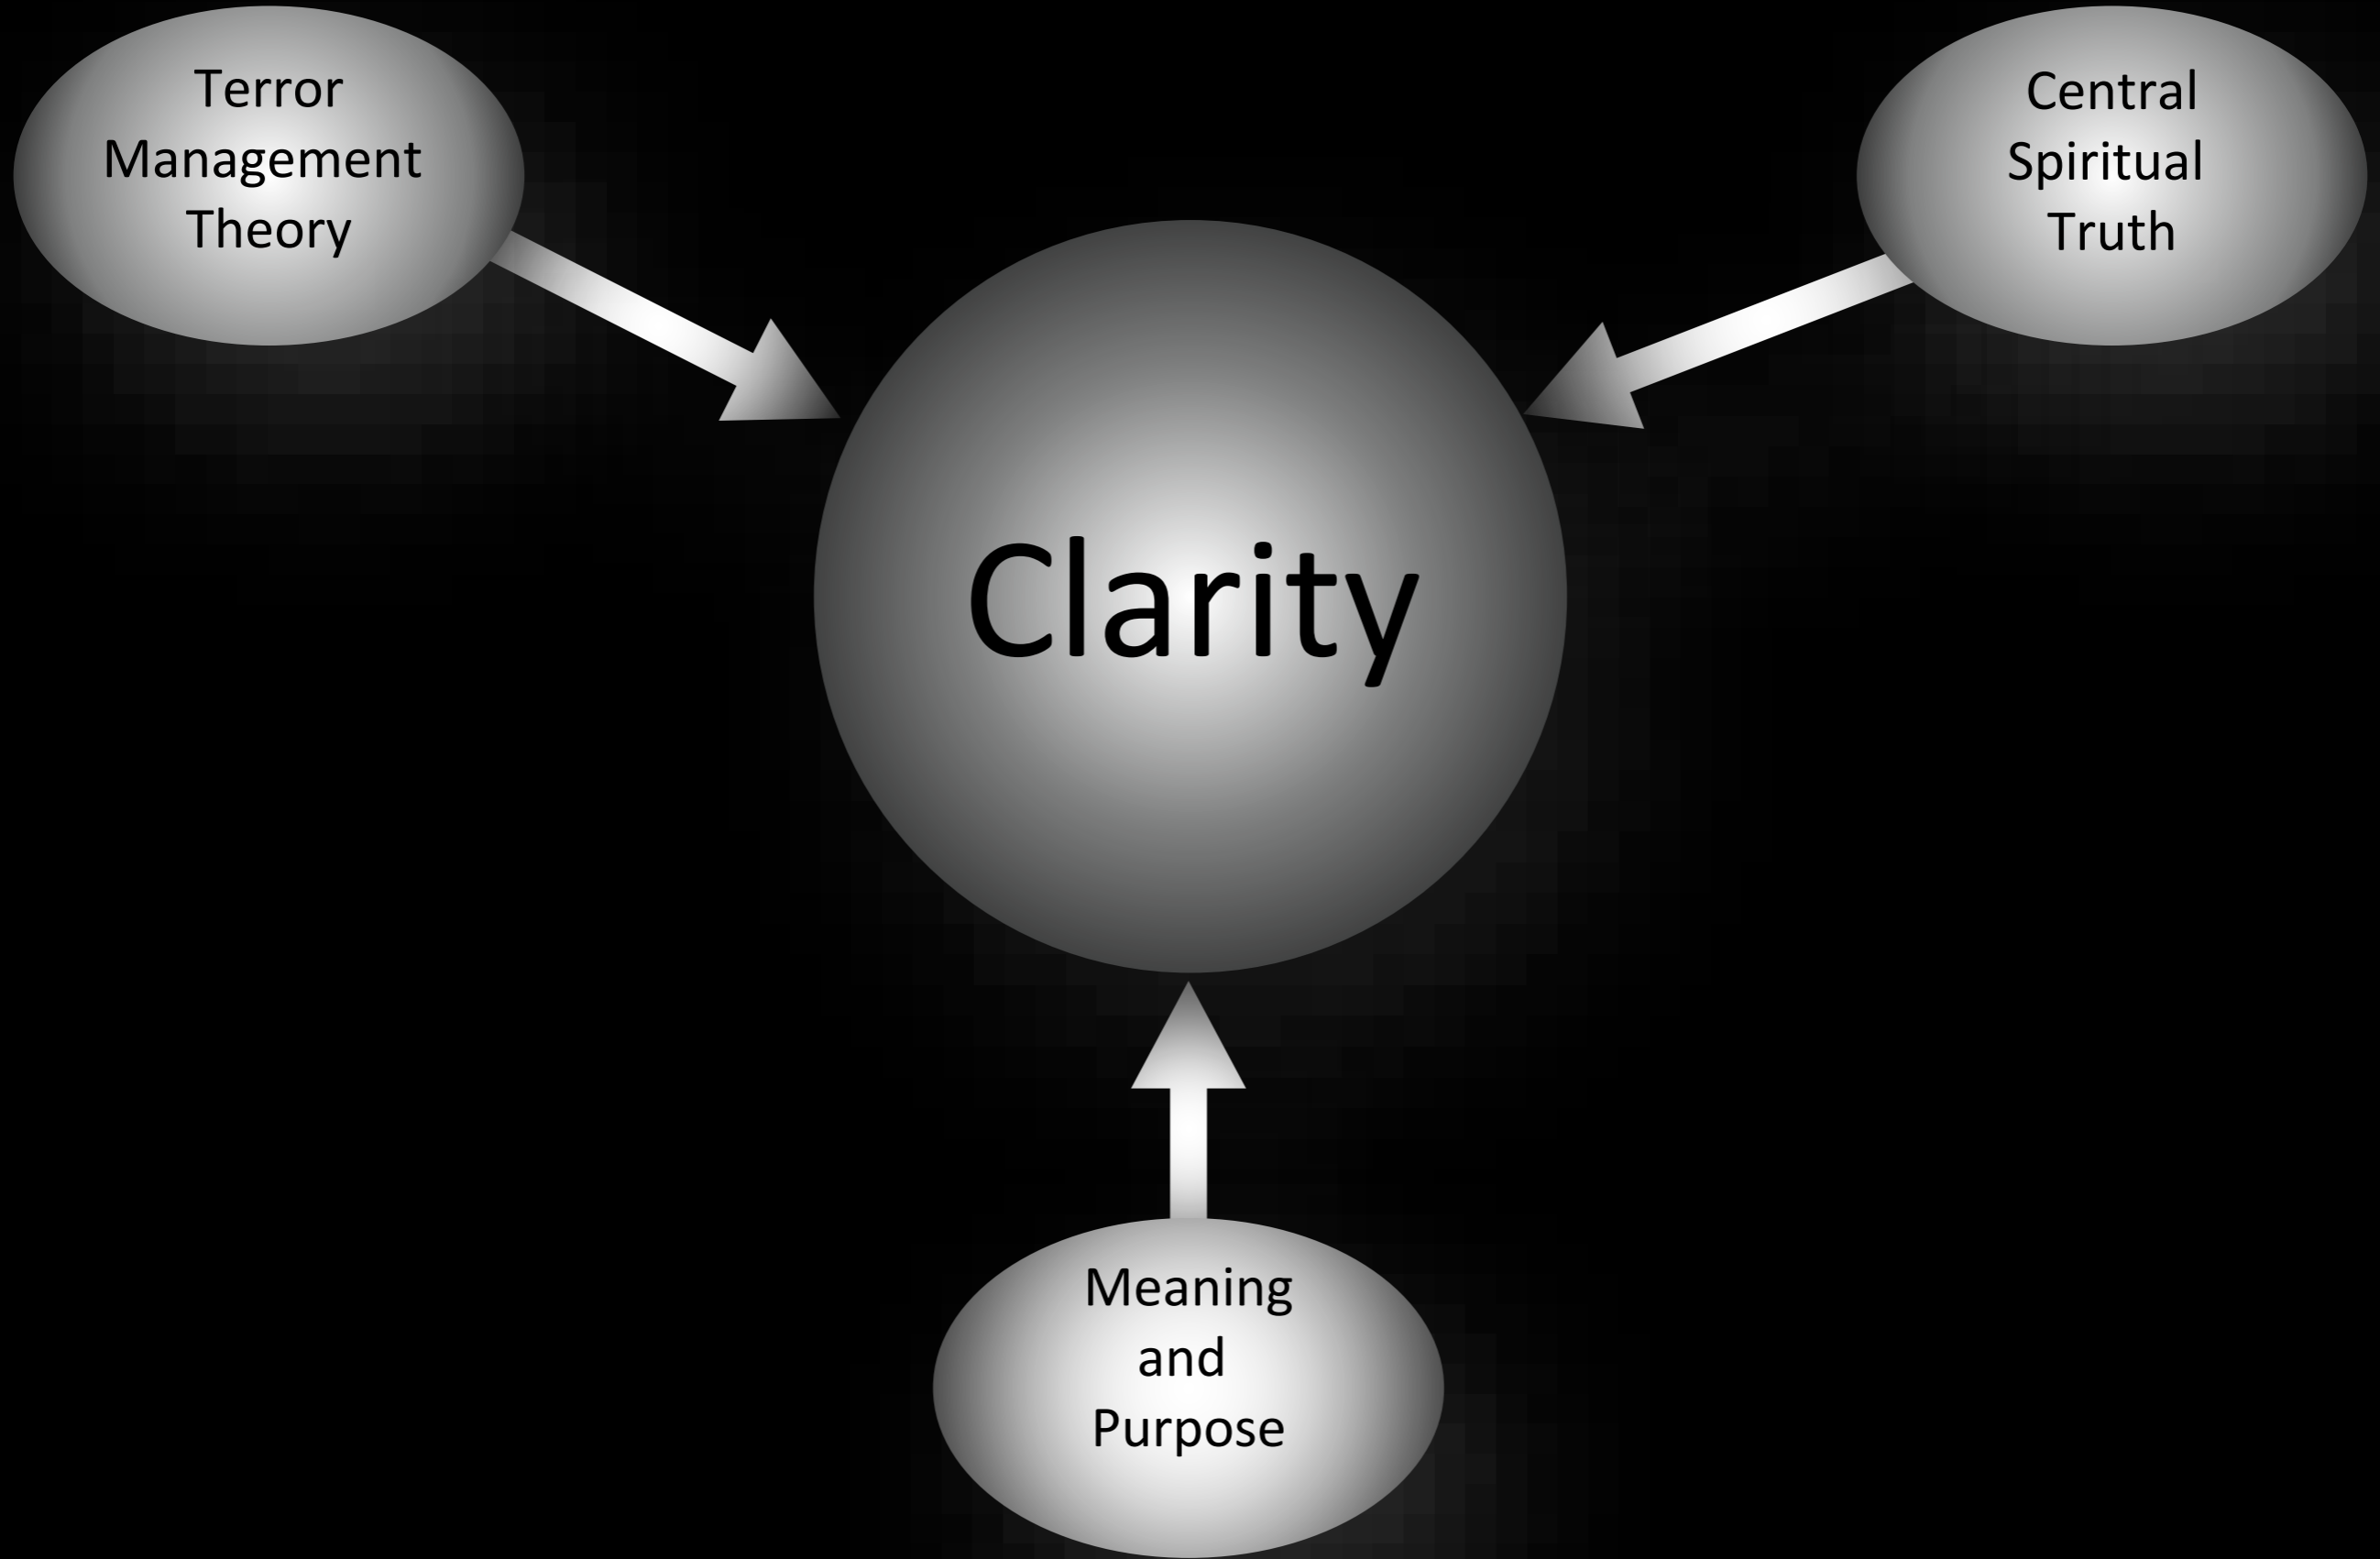 Terror
Management
Theory
Central
Spiritual
Truth
Clarity
Meaning
and
Purpose